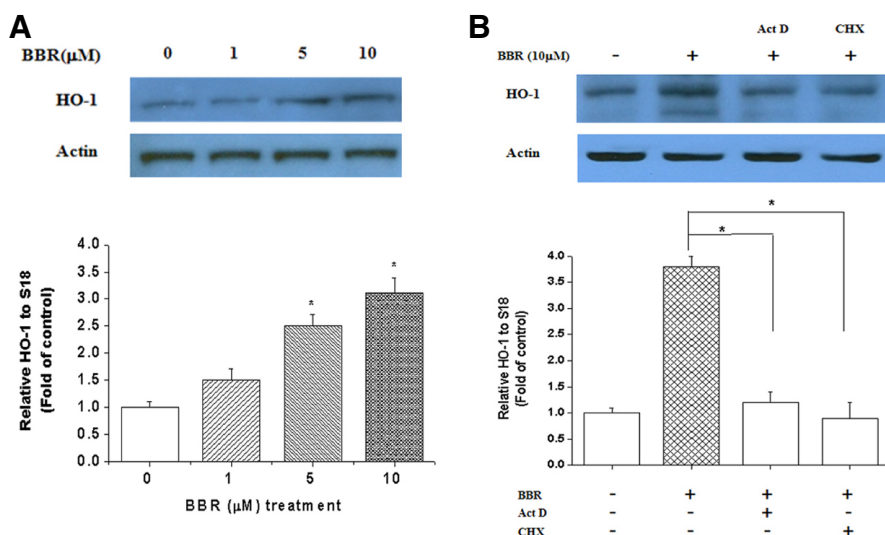 A
BBR(μM) 0 1 5 10
HO-1
Actin
Relative HO-1 to S18
(Fold of control)
4.0
3.5
3.0
2.5
2.0
1.5
1.0
0.5
0.0
* *
0 1 5 10
BBR (μM) treatment
B
Act D CHX
BBR (10μM) - + + +
HO-1
Actin
Relative HO-1 to S18
(Fold of control)
4.0
3.5
3.0
2.5
2.0
1.5
1.0
0.5
0.0
*
*
BBR - + + +
Act D - - + -
CHX - - - +